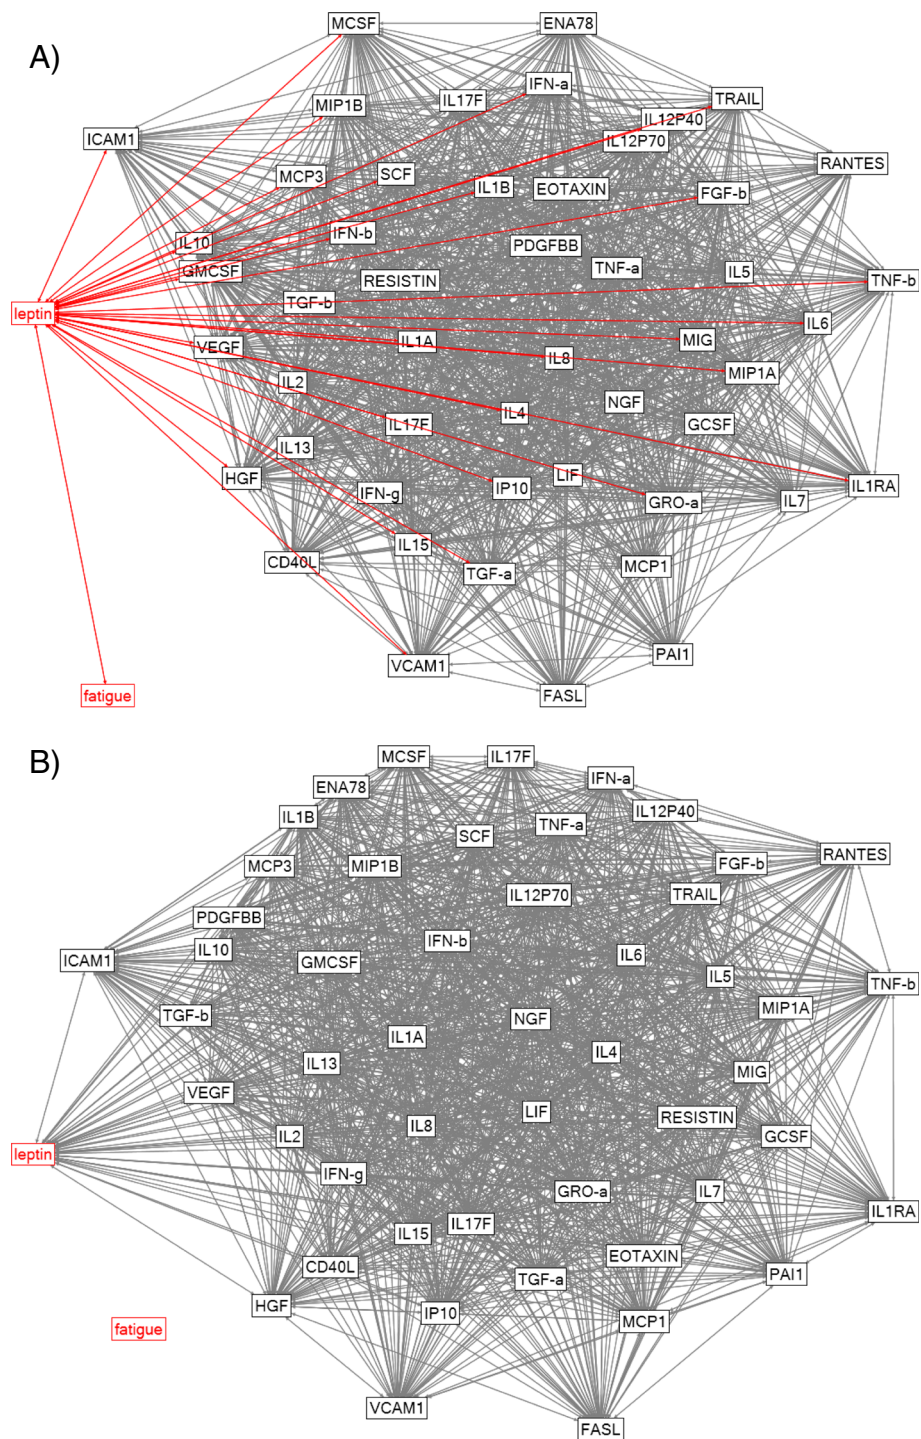 A)
MCSF
ENA78
IFN-a
TRAIL
IL17F
MIP1B
IL12P40
ICAM1
IL12P70
RANTES
MCP3
SCF
IL1B
EOTAXIN
FGF-b
IL10
IFN-b
PDGFBB
GMCSF
TNF-a
IL5
RESISTIN
TNF-b
TGF-b
leptin
IL6
VEGF
IL1A
MIG
IL8
MIP1A
IL2
NGF
IL4
IL17F
GCSF
IL13
HGF
LIF
IFN-g
IP10
IL1RA
GRO-a
IL7
IL15
CD40L
TGF-a
MCP1
VCAM1
PAI1
fatigue
FASL
B)
MCSF
IL17F
IFN-a
ENA78
IL12P40
IL1B
TNF-a
SCF
RANTES
MCP3
MIP1B
FGF-b
IL12P70
TRAIL
PDGFBB
IFN-b
IL10
ICAM1
GMCSF
IL6
IL5
TNF-b
MIP1A
TGF-b
NGF
IL1A
IL4
IL13
MIG
VEGF
LIF
RESISTIN
IL8
IL2
GCSF
leptin
IFN-g
GRO-a
IL7
IL1RA
IL15
IL17F
EOTAXIN
CD40L
TGF-a
PAI1
HGF
IP10
MCP1
fatigue
VCAM1
FASL